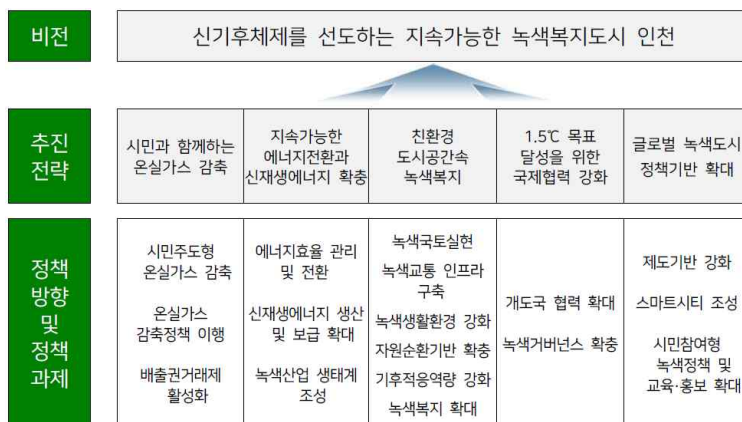 비전
신기후체제를 선도하는 지속가능한 녹색복지도시 인천
추진
전략
시민과 함께하는
온실가스 감축
지속가능한
에너지전환과
신재생에너지 확충
친환경
도시공간속
녹색복지
1.5℃ 목표
달성을 위한
국제협력 강화
글로벌 녹색도시
정책기반 확대
정책
방향
및
정책
과제
시민주도형
온실가스 감축
온실가스
감축정책 이행
배출권거래제
활성화
에너지효율 관리
및 전환
신재생에너지 생산
및 보급 확대
녹색산업 생태계
조성
녹색국토실현
녹색교통 인프라
구축
녹색생활환경 강화
자원순환기반 확충
기후적응역량 강화
녹색복지 확대
개도국 협력 확대
녹색거버넌스 확충
제도기반 강화
스마트시티 조성
시민참여형
녹색정책 및
교육·홍보 확대